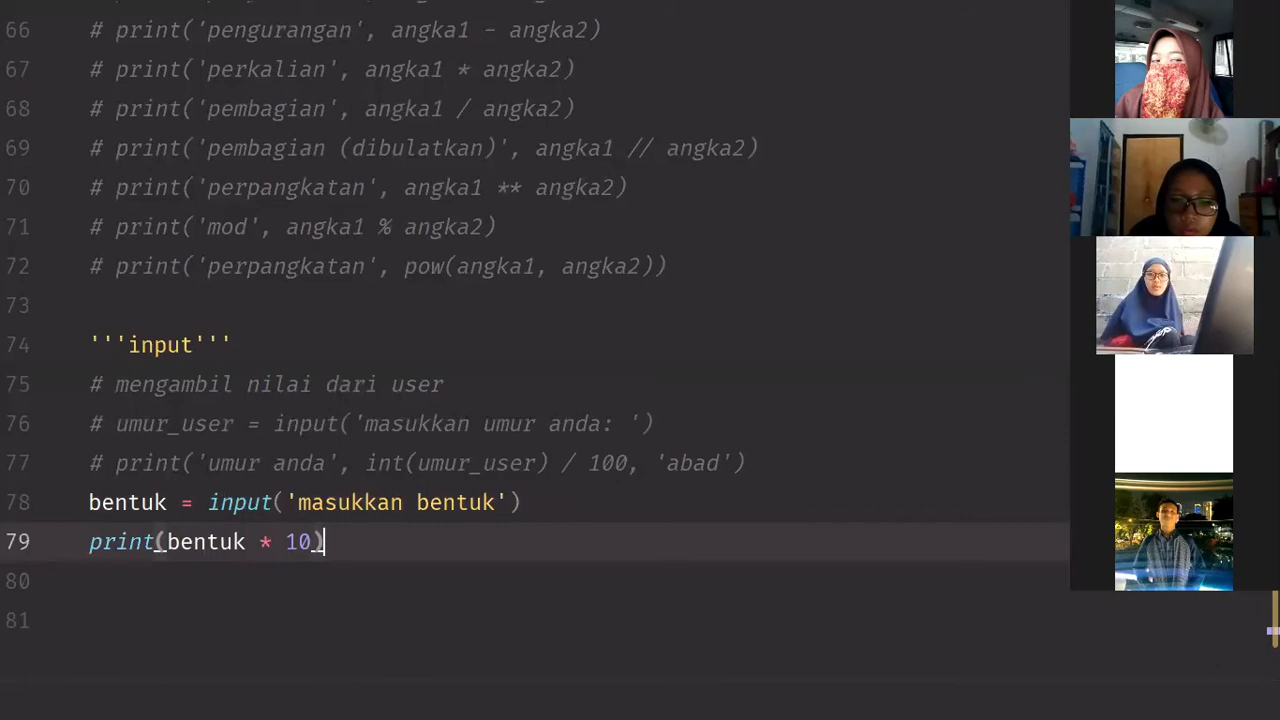 66 # print('pengurangan', angka1 - angka2)
67 # print('perkalian', angka1 * angka2)
68 # print('pembagian', angka1 / angka2)
69 # print('pembagian (dibulatkan)', angka1 // angka2)
70 # print('perpangkatan', angka1 ** angka2)
71 # print('mod', angka1 % angka2)
72 # print('perpangkatan', pow(angka1, angka2))
73
74 '''input'''
75 # mengambil nilai dari user
76 # umur_user = input('masukkan umur anda: ')
77 # print('umur anda', int(umur_user) / 100, 'abad')
78 bentuk = input('masukkan bentuk')
79 print(bentuk * 10)
80
81